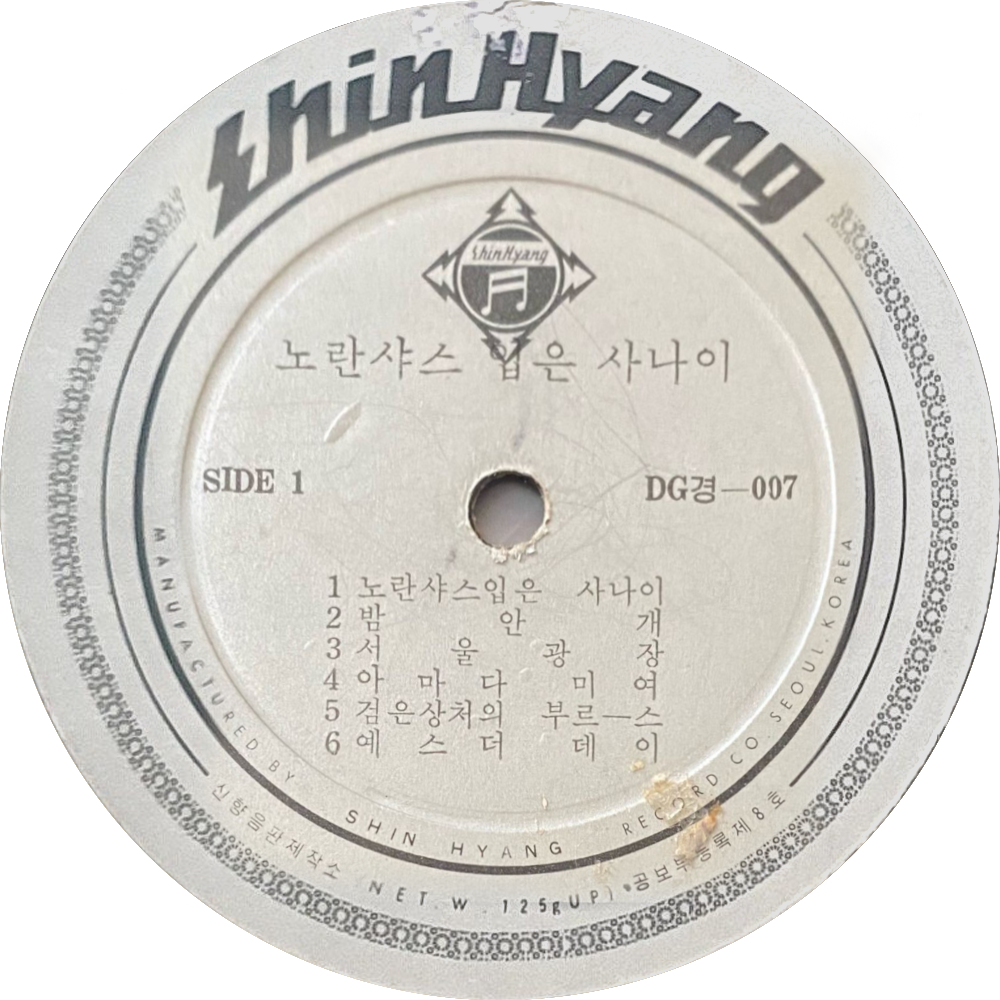 ShinHyang
ShinHyang
노란샤스 입은 사나이
SIDE 1
DG경—007
1 노란샤스입은 사나이
2 밤 안 개
3 서 울 광 장
4 아 마 다 미 여
5 검은상처의 부르—스
6 예 스 더 데 이
MANUFACTURED BY SHIN HYANG RECORD CO. SEOUL. KOREA
신향음판제작소 NET. W. 125g UP) 공보부등록제8호